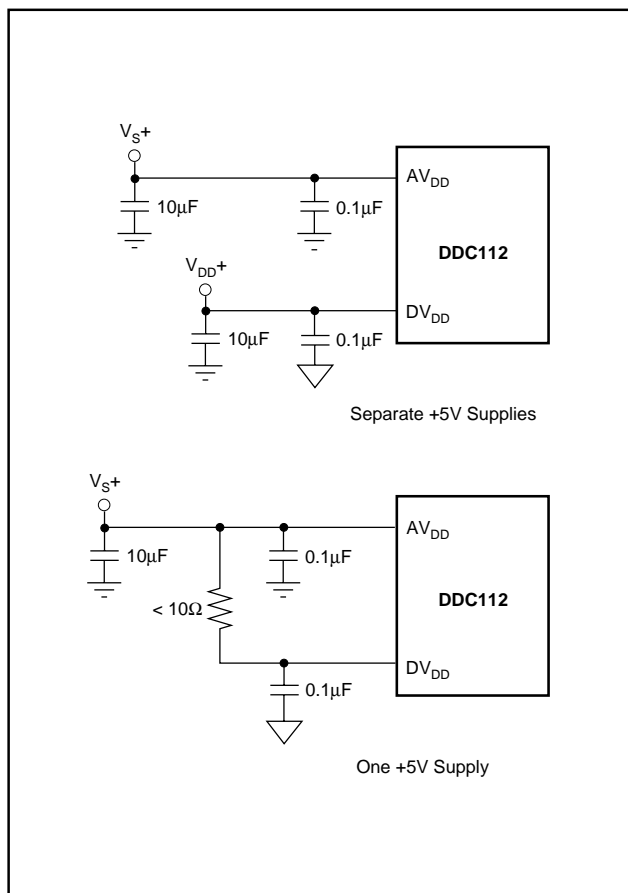 V_S+
AV_DD
10μF
0.1μF
DDC112
V_DD+
DV_DD
10μF
0.1μF
Separate +5V Supplies
V_S+
AV_DD
10μF
0.1μF
DDC112
< 10Ω
DV_DD
0.1μF
One +5V Supply